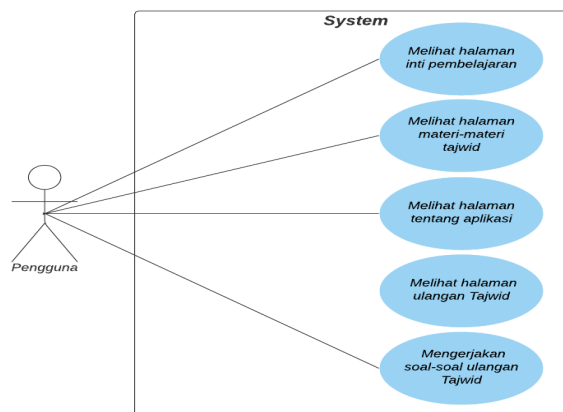 System
Melihat halaman
inti pembelajaran
Melihat halaman
materi-materi
tajwid
Melihat halaman
tentang aplikasi
Pengguna
Melihat halaman
ulangan Tajwid
Mengerjakan
soal-soal ulangan
Tajwid